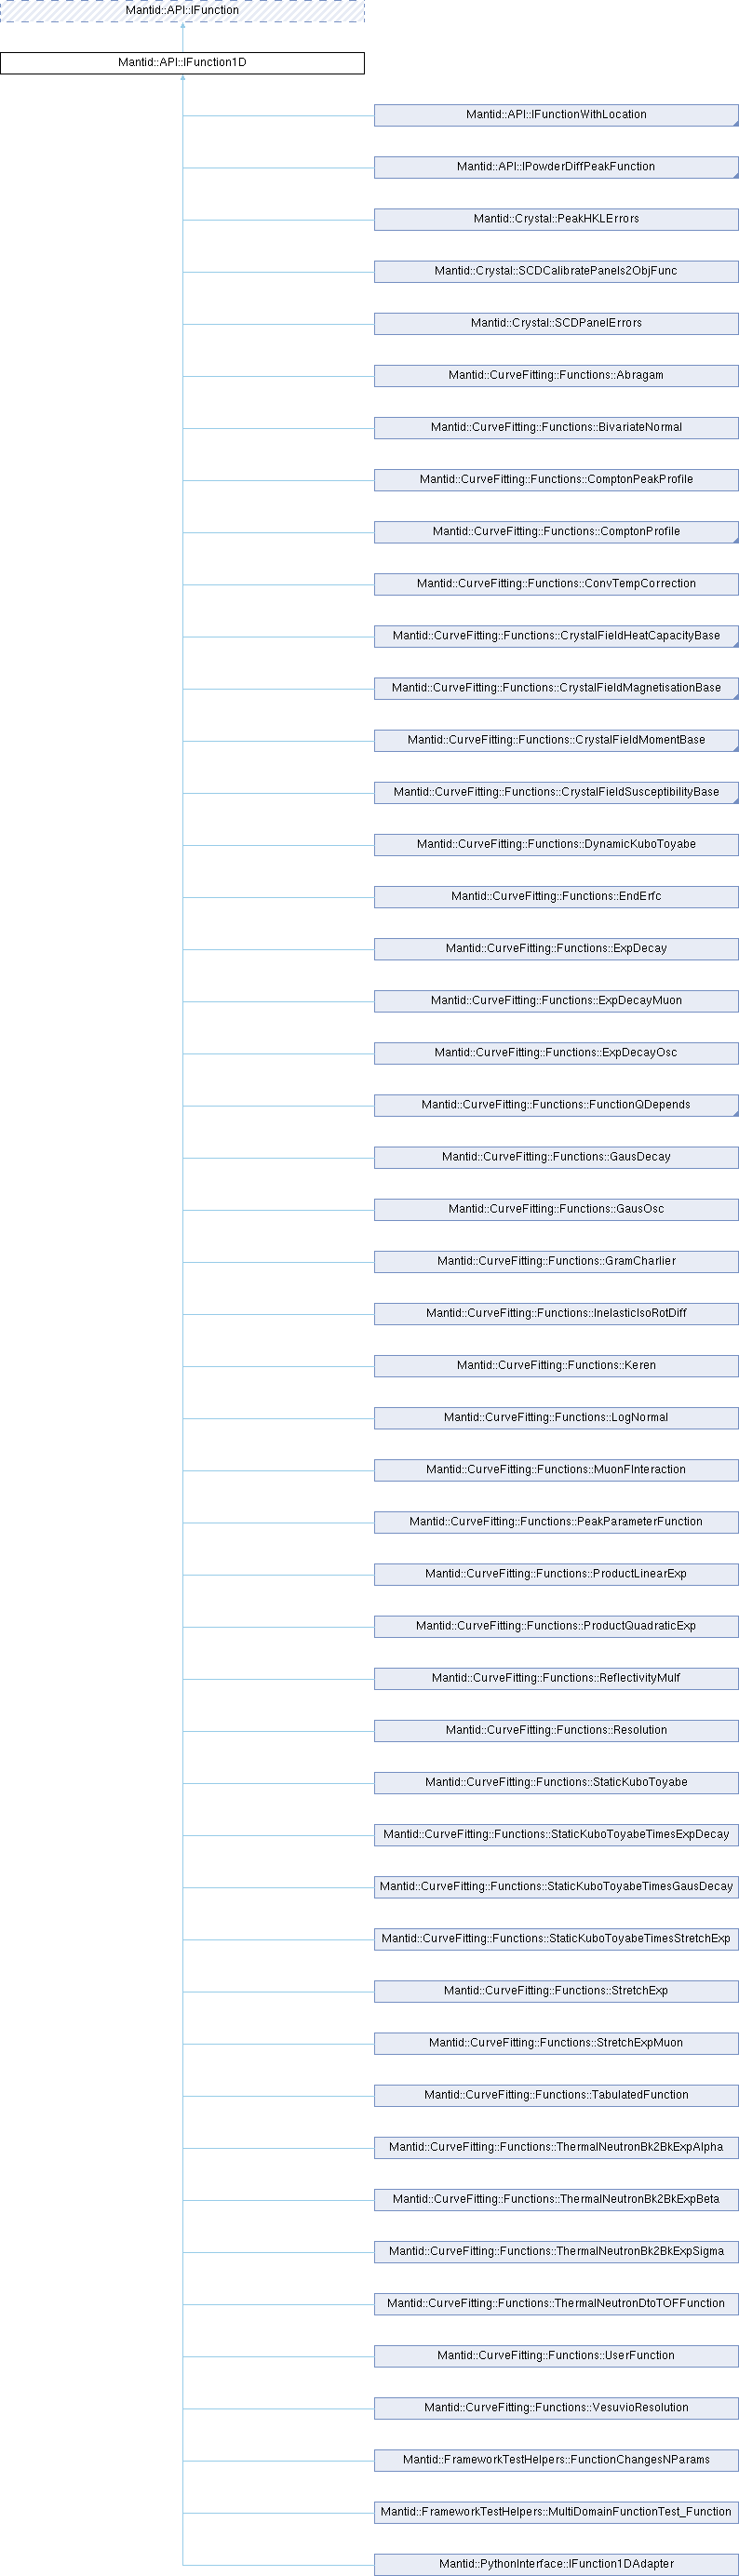 Mantid::API::IFunction
Mantid::API::IFunction1D
Mantid::API::IFunctionWithLocation
Mantid::API::IPowderDiffPeakFunction
Mantid::Crystal::PeakHKLErrors
Mantid::Crystal::SCDCalibratePanels2ObjFunc
Mantid::Crystal::SCDPanelErrors
Mantid::CurveFitting::Functions::Abragam
Mantid::CurveFitting::Functions::BivariateNormal
Mantid::CurveFitting::Functions::ComptonPeakProfile
Mantid::CurveFitting::Functions::ComptonProfile
Mantid::CurveFitting::Functions::ConvTempCorrection
Mantid::CurveFitting::Functions::CrystalFieldHeatCapacityBase
Mantid::CurveFitting::Functions::CrystalFieldMagnetisationBase
Mantid::CurveFitting::Functions::CrystalFieldMomentBase
Mantid::CurveFitting::Functions::CrystalFieldSusceptibilityBase
Mantid::CurveFitting::Functions::DynamicKuboToyabe
Mantid::CurveFitting::Functions::EndErfc
Mantid::CurveFitting::Functions::ExpDecay
Mantid::CurveFitting::Functions::ExpDecayMuon
Mantid::CurveFitting::Functions::ExpDecayOsc
Mantid::CurveFitting::Functions::FunctionQDepends
Mantid::CurveFitting::Functions::GausDecay
Mantid::CurveFitting::Functions::GausOsc
Mantid::CurveFitting::Functions::GramCharlier
Mantid::CurveFitting::Functions::InelasticIsoRotDiff
Mantid::CurveFitting::Functions::Keren
Mantid::CurveFitting::Functions::LogNormal
Mantid::CurveFitting::Functions::MuonFInteraction
Mantid::CurveFitting::Functions::PeakParameterFunction
Mantid::CurveFitting::Functions::ProductLinearExp
Mantid::CurveFitting::Functions::ProductQuadraticExp
Mantid::CurveFitting::Functions::ReflectivityMulf
Mantid::CurveFitting::Functions::Resolution
Mantid::CurveFitting::Functions::StaticKuboToyabe
Mantid::CurveFitting::Functions::StaticKuboToyabeTimesExpDecay
Mantid::CurveFitting::Functions::StaticKuboToyabeTimesGausDecay
Mantid::CurveFitting::Functions::StaticKuboToyabeTimesStretchExp
Mantid::CurveFitting::Functions::StretchExp
Mantid::CurveFitting::Functions::StretchExpMuon
Mantid::CurveFitting::Functions::TabulatedFunction
Mantid::CurveFitting::Functions::ThermalNeutronBk2BkExpAlpha
Mantid::CurveFitting::Functions::ThermalNeutronBk2BkExpBeta
Mantid::CurveFitting::Functions::ThermalNeutronBk2BkExpSigma
Mantid::CurveFitting::Functions::ThermalNeutronDtoTOFFunction
Mantid::CurveFitting::Functions::UserFunction
Mantid::CurveFitting::Functions::VesuvioResolution
Mantid::FrameworkTestHelpers::FunctionChangesNParams
Mantid::FrameworkTestHelpers::MultiDomainFunctionTest_Function
Mantid::PythonInterface::IFunction1DAdapter